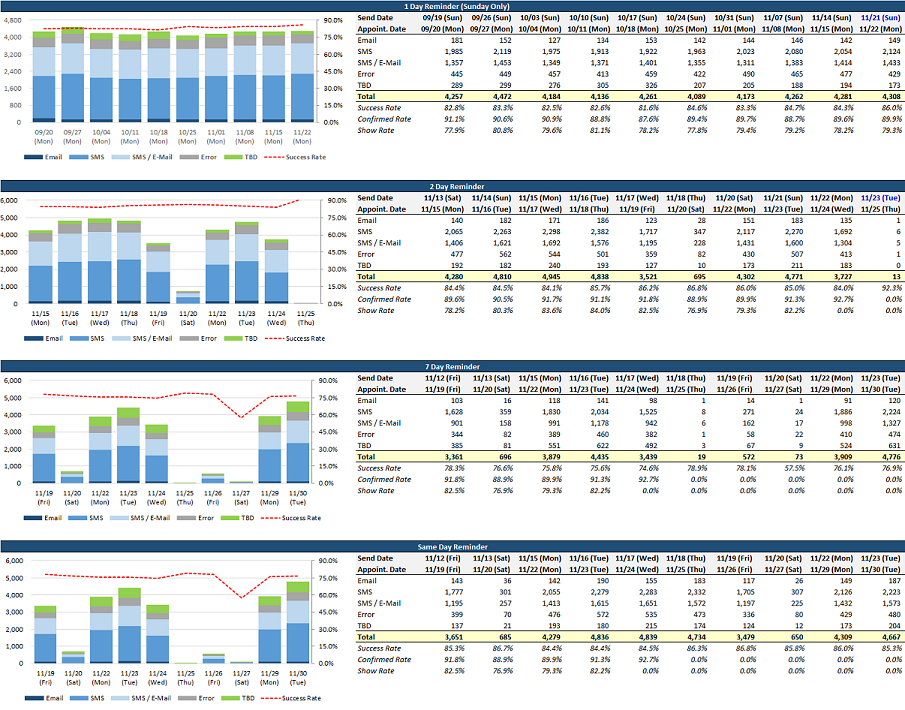 1 Day Reminder (Sunday Only)
4,800 90.0%
4,000 75.0%
3,200 60.0%
2,400 45.0%
1,600 30.0%
800 15.0%
0 0.0%
09/20 09/27 10/04 10/11 10/18 10/25 11/01 11/08 11/15 11/22
(Mon) (Mon) (Mon) (Mon) (Mon) (Mon) (Mon) (Mon) (Mon) (Mon)
Email SMS SMS / E-Mail Error TBD Success Rate
Send Date 09/19 (Sun) 09/26 (Sun) 10/03 (Sun) 10/10 (Sun) 10/17 (Sun) 10/24 (Sun) 10/31 (Sun) 11/07 (Sun) 11/14 (Sun) 11/21 (Sun)
Appoint. Date 09/20 (Mon) 09/27 (Mon) 10/04 (Mon) 10/11 (Mon) 10/18 (Mon) 10/25 (Mon) 11/01 (Mon) 11/08 (Mon) 11/15 (Mon) 11/22 (Mon)
Email 181 152 127 134 153 142 144 146 142 149
SMS 1,985 2,119 1,975 1,913 1,922 1,963 2,023 2,080 2,054 2,124
SMS / E-Mail 1,357 1,453 1,349 1,371 1,401 1,355 1,311 1,383 1,414 1,433
Error 445 449 457 413 459 422 490 465 477 429
TBD 289 299 276 305 326 207 205 188 194 173
Total 4,257 4,472 4,184 4,136 4,261 4,089 4,173 4,262 4,281 4,308
Success Rate 82.8% 83.3% 82.5% 82.6% 81.6% 84.6% 83.3% 84.7% 84.3% 86.0%
Confirmed Rate 91.1% 90.6% 90.9% 88.8% 87.6% 89.4% 89.7% 88.7% 89.6% 89.9%
Show Rate 77.9% 80.8% 79.6% 81.1% 78.2% 77.8% 79.4% 79.2% 78.2% 79.3%
2 Day Reminder
6,000 90.0%
5,000 75.0%
4,000 60.0%
3,000 45.0%
2,000 30.0%
1,000 15.0%
0 0.0%
11/15 11/16 11/17 11/18 11/19 11/20 11/22 11/23 11/24 11/25
(Mon) (Tue) (Wed) (Thu) (Fri) (Sat) (Mon) (Tue) (Wed) (Thu)
Email SMS SMS / E-Mail Error TBD Success Rate
Send Date 11/13 (Sat) 11/14 (Sun) 11/15 (Mon) 11/16 (Tue) 11/17 (Wed) 11/18 (Thu) 11/20 (Sat) 11/21 (Sun) 11/22 (Mon) 11/23 (Tue)
Appoint. Date 11/15 (Mon) 11/16 (Tue) 11/17 (Wed) 11/18 (Thu) 11/19 (Fri) 11/20 (Sat) 11/22 (Mon) 11/23 (Tue) 11/24 (Wed) 11/25 (Thu)
Email 140 182 171 186 123 28 151 183 135 1
SMS 2,065 2,263 2,298 2,382 1,717 347 2,117 2,270 1,692 6
SMS / E-Mail 1,406 1,621 1,692 1,576 1,195 228 1,431 1,600 1,304 5
Error 477 562 544 501 359 82 430 507 413 1
TBD 192 182 240 193 127 10 173 211 183 0
Total 4,280 4,810 4,945 4,838 3,521 695 4,302 4,771 3,727 13
Success Rate 84.4% 84.5% 84.1% 85.7% 86.2% 86.8% 86.0% 85.0% 84.0% 92.3%
Confirmed Rate 89.6% 90.5% 91.7% 91.1% 91.8% 88.9% 89.9% 91.3% 92.7% 0.0%
Show Rate 78.2% 80.3% 83.6% 84.0% 82.5% 76.9% 79.3% 82.2% 0.0% 0.0%
7 Day Reminder
6,000 90.0%
5,000 75.0%
4,000 60.0%
3,000 45.0%
2,000 30.0%
1,000 15.0%
0 0.0%
11/19 11/20 11/22 11/23 11/24 11/25 11/26 11/27 11/29 11/30
(Fri) (Sat) (Mon) (Tue) (Wed) (Thu) (Fri) (Sat) (Mon) (Tue)
Email SMS SMS / E-Mail Error TBD Success Rate
Send Date 11/12 (Fri) 11/13 (Sat) 11/15 (Mon) 11/16 (Tue) 11/17 (Wed) 11/18 (Thu) 11/19 (Fri) 11/20 (Sat) 11/22 (Mon) 11/23 (Tue)
Appoint. Date 11/19 (Fri) 11/20 (Sat) 11/22 (Mon) 11/23 (Tue) 11/24 (Wed) 11/25 (Thu) 11/26 (Fri) 11/27 (Sat) 11/29 (Mon) 11/30 (Tue)
Email 103 16 118 141 98 1 14 1 91 120
SMS 1,628 359 1,830 2,034 1,525 8 271 24 1,886 2,224
SMS / E-Mail 901 158 991 1,178 942 6 162 17 998 1,327
Error 344 82 389 460 382 1 58 22 410 474
TBD 385 81 551 622 492 3 67 9 524 631
Total 3,361 696 3,879 4,435 3,439 19 572 73 3,909 4,776
Success Rate 78.3% 76.6% 75.8% 75.6% 74.6% 78.9% 78.1% 57.5% 76.1% 76.9%
Confirmed Rate 91.8% 88.9% 89.9% 91.3% 92.7% 0.0% 0.0% 0.0% 0.0% 0.0%
Show Rate 82.5% 76.9% 79.3% 82.2% 0.0% 0.0% 0.0% 0.0% 0.0% 0.0%
Same Day Reminder
6,000 90.0%
5,000 75.0%
4,000 60.0%
3,000 45.0%
2,000 30.0%
1,000 15.0%
0 0.0%
11/19 11/20 11/22 11/23 11/24 11/25 11/26 11/27 11/29 11/30
(Fri) (Sat) (Mon) (Tue) (Wed) (Thu) (Fri) (Sat) (Mon) (Tue)
Email SMS SMS / E-Mail Error TBD Success Rate
Send Date 11/12 (Fri) 11/13 (Sat) 11/15 (Mon) 11/16 (Tue) 11/17 (Wed) 11/18 (Thu) 11/19 (Fri) 11/20 (Sat) 11/22 (Mon) 11/23 (Tue)
Appoint. Date 11/19 (Fri) 11/20 (Sat) 11/22 (Mon) 11/23 (Tue) 11/24 (Wed) 11/25 (Thu) 11/26 (Fri) 11/27 (Sat) 11/29 (Mon) 11/30 (Tue)
Email 143 36 142 190 155 183 117 26 149 187
SMS 1,777 301 2,055 2,279 2,283 2,332 1,705 307 2,126 2,223
SMS / E-Mail 1,195 257 1,413 1,615 1,651 1,572 1,197 225 1,432 1,573
Error 399 70 476 572 535 473 336 80 429 480
TBD 137 21 193 180 215 174 124 12 173 204
Total 3,651 685 4,279 4,836 4,839 4,734 3,479 650 4,309 4,667
Success Rate 85.3% 86.7% 84.4% 84.4% 84.5% 86.3% 86.8% 85.8% 86.0% 85.3%
Confirmed Rate 91.8% 88.9% 89.9% 91.3% 92.7% 0.0% 0.0% 0.0% 0.0% 0.0%
Show Rate 82.5% 76.9% 79.3% 82.2% 0.0% 0.0% 0.0% 0.0% 0.0% 0.0%